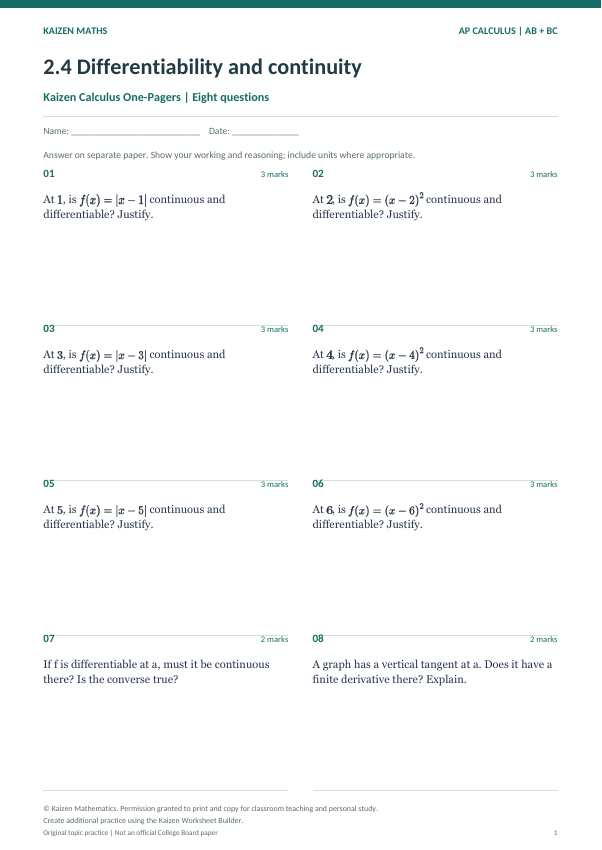 KAIZEN MATHS
AP CALCULUS | AB + BC
2.4 Differentiability and continuity
Kaizen Calculus One-Pagers | Eight questions
Name: ____________________________ Date: ______________
Answer on separate paper. Show your working and reasoning; include units where appropriate.
01 3 marks
At 1, is f(x) = |x − 1| continuous and
differentiable? Justify.
02 3 marks
At 2, is f(x) = (x − 2)² continuous and
differentiable? Justify.
03 3 marks
At 3, is f(x) = |x − 3| continuous and
differentiable? Justify.
04 3 marks
At 4, is f(x) = (x − 4)² continuous and
differentiable? Justify.
05 3 marks
At 5, is f(x) = |x − 5| continuous and
differentiable? Justify.
06 3 marks
At 6, is f(x) = (x − 6)² continuous and
differentiable? Justify.
07 2 marks
If f is differentiable at a, must it be continuous
there? Is the converse true?
08 2 marks
A graph has a vertical tangent at a. Does it have a
finite derivative there? Explain.
© Kaizen Mathematics. Permission granted to print and copy for classroom teaching and personal study.
Create additional practice using the Kaizen Worksheet Builder.
Original topic practice | Not an official College Board paper
1